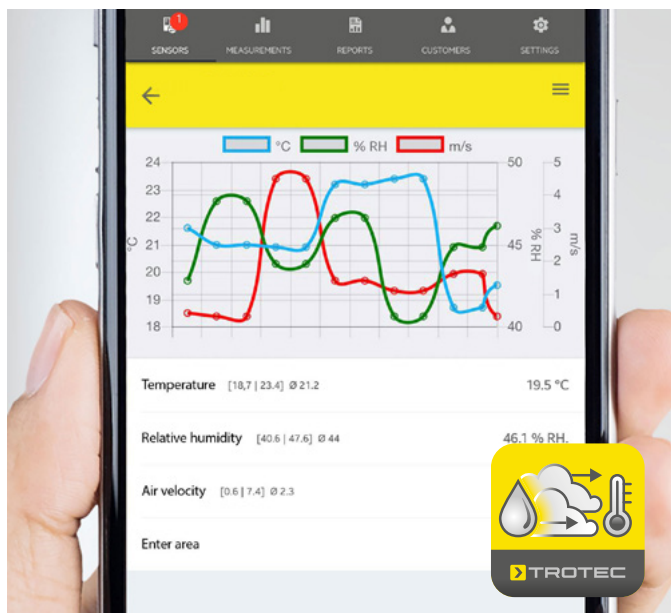 1
SENSORS MEASUREMENTS REPORTS CUSTOMERS SETTINGS
°C % RH m/s
24 50 5
23 4
22 3
21 45
20 2
19 1
18 40 0
°C
% RH
m/s
Temperature [18,7 | 23.4] Ø 21.2 19.5 °C
Relative humidity [40.6 | 47.6] Ø 44 46.1 % RH.
Air velocity [0.6 | 7.4] Ø 2.3
Enter area
TROTEC